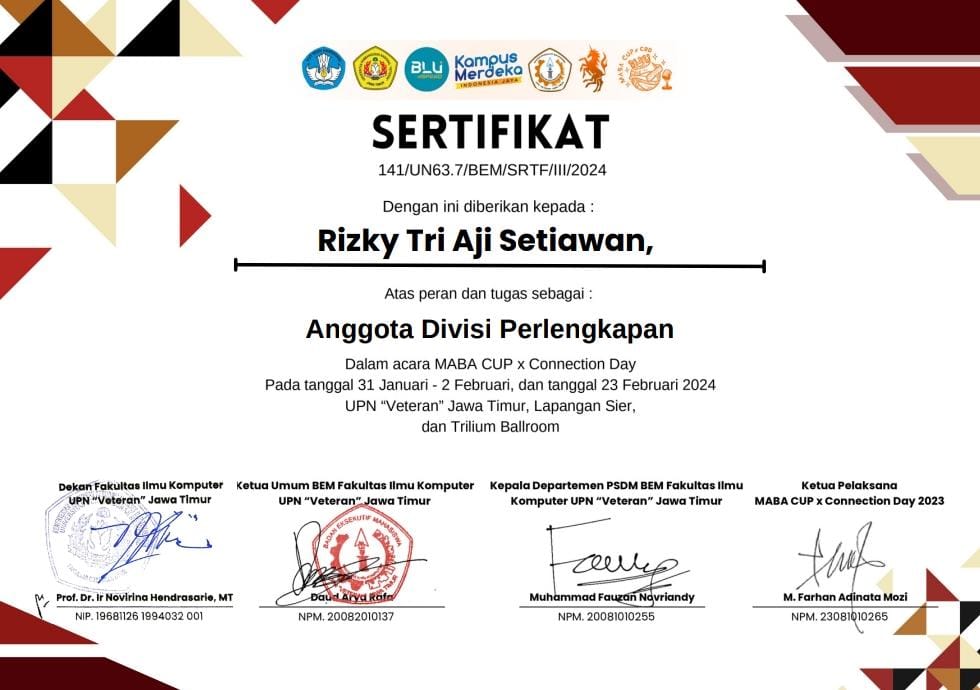 BLU
Kampus
Merdeka
INDONESIA JAYA
SERTIFIKAT
141/UN63.7/BEM/SRTF/III/2024
Dengan ini diberikan kepada :
Rizky Tri Aji Setiawan,
Atas peran dan tugas sebagai :
Anggota Divisi Perlengkapan
Dalam acara MABA CUP x Connection Day
Pada tanggal 31 Januari - 2 Februari, dan tanggal 23 Februari 2024
UPN “Veteran” Jawa Timur, Lapangan Sier,
dan Trilium Ballroom
Dekan Fakultas Ilmu Komputer
UPN “Veteran” Jawa Timur
Prof. Dr. Ir Novirina Hendrasarie, MT
NIP. 19681126 1994032 001
Ketua Umum BEM Fakultas Ilmu Komputer
UPN “Veteran” Jawa Timur
BADAN EKSEKUTIF MAHASISWA
Daud Arya Rafa
NPM. 20082010137
Kepala Departemen PSDM BEM Fakultas Ilmu
Komputer UPN “Veteran” Jawa Timur
Muhammad Fauzan Novriandy
NPM. 20081010255
Ketua Pelaksana
MABA CUP x Connection Day 2023
M. Farhan Adinata Mozi
NPM. 23081010265